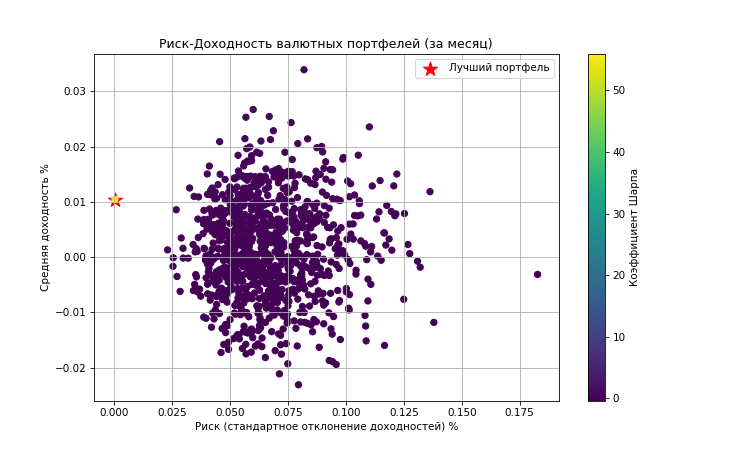 Риск-Доходность валютных портфелей (за месяц)
Лучший портфель
Средняя доходность %
0.03
0.02
0.01
0.00
−0.01
−0.02
0.000 0.025 0.050 0.075 0.100 0.125 0.150 0.175
Риск (стандартное отклонение доходностей) %
50
40
30
20
10
0
Коэффициент Шарпа